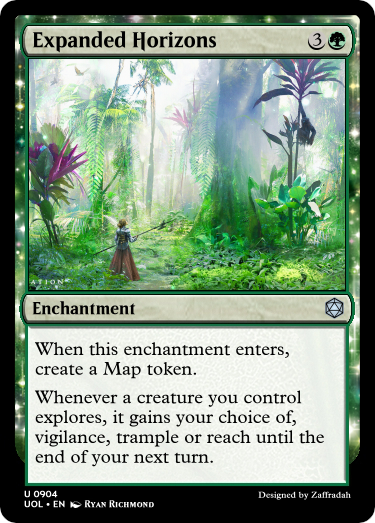 Expanded Horizons 3
ATION
Enchantment
When this enchantment enters,
create a Map token.
Whenever a creature you control
explores, it gains your choice of,
vigilance, trample or reach until the
end of your next turn.
U 0904
UOL • EN Ryan Richmond
Designed by Zaffradah